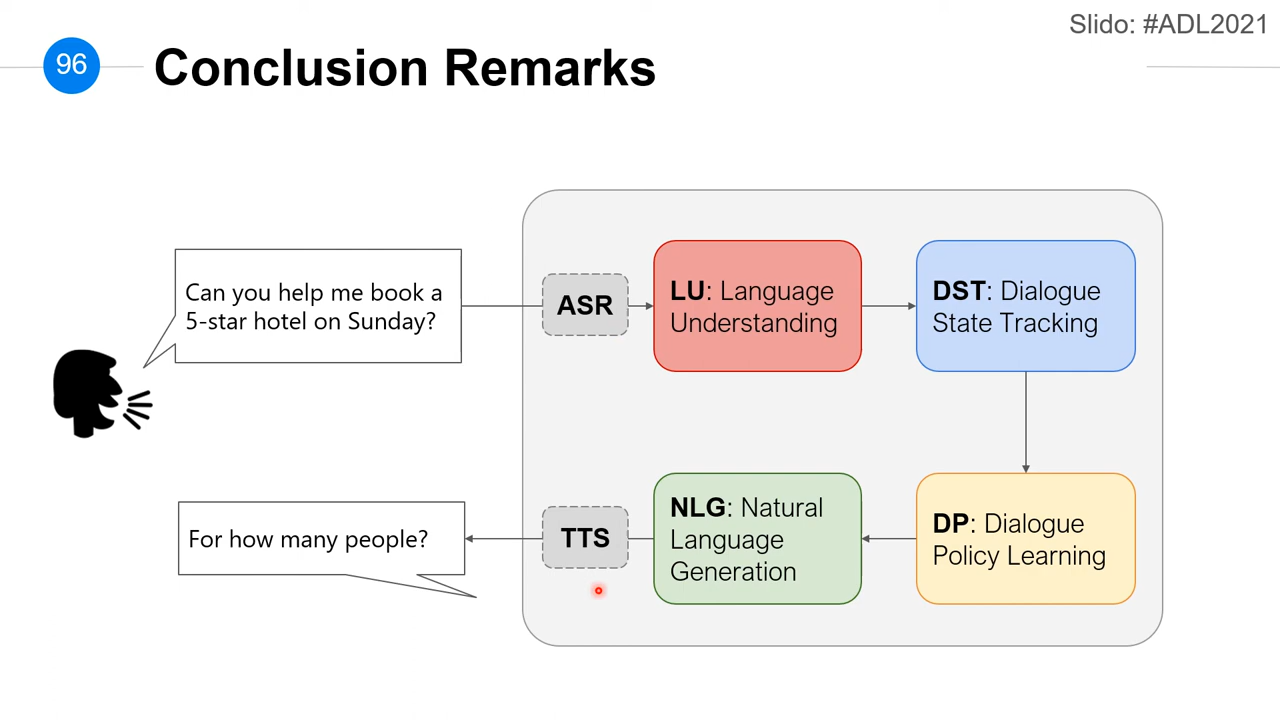 Slido: #ADL2021
96
Conclusion Remarks
Can you help me book a
5-star hotel on Sunday?
ASR
LU: Language
Understanding
DST: Dialogue
State Tracking
For how many people?
TTS
NLG: Natural
Language
Generation
DP: Dialogue
Policy Learning